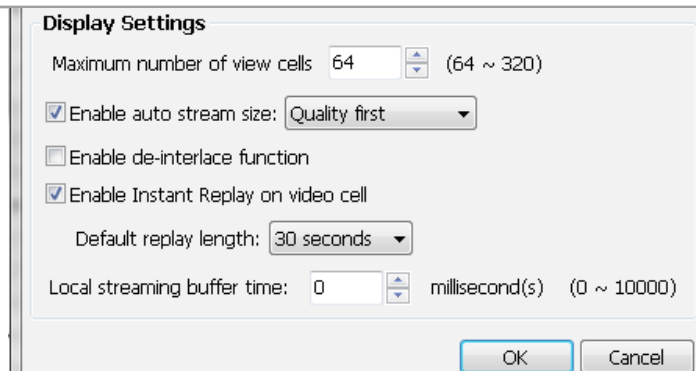 Display Settings
Maximum number of view cells 64 (64 ~ 320)
Enable auto stream size: Quality first
Enable de-interlace function
Enable Instant Replay on video cell
Default replay length: 30 seconds
Local streaming buffer time: 0 millisecond(s) (0 ~ 10000)
OK Cancel